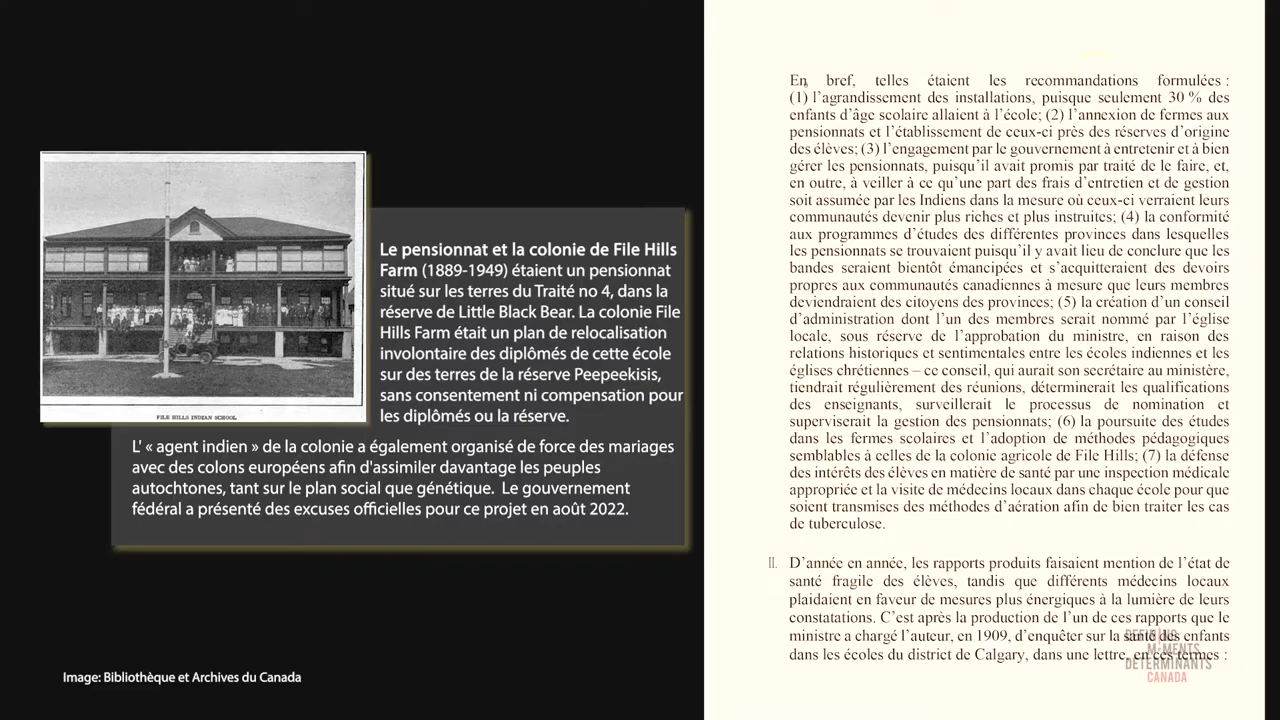 FILE HILLS INDIAN SCHOOL
Le pensionnat et la colonie de File Hills
Farm (1889-1949) étaient un pensionnat
situé sur les terres du Traité no 4, dans la
réserve de Little Black Bear. La colonie File
Hills Farm était un plan de relocalisation
involontaire des diplômés de cette école
sur des terres de la réserve Peepeekisis,
sans consentement ni compensation pour
les diplômés ou la réserve.
L' « agent indien » de la colonie a également organisé de force des mariages
avec des colons européens afin d'assimiler davantage les peuples
autochtones, tant sur le plan social que génétique. Le gouvernement
fédéral a présenté des excuses officielles pour ce projet en août 2022.
Image: Bibliothèque et Archives du Canada
En bref, telles étaient les recommandations formulées :
(1) l'agrandissement des installations, puisque seulement 30 % des
enfants d'âge scolaire allaient à l'école; (2) l'annexion de fermes aux
pensionnats et l'établissement de ceux-ci près des réserves d'origine
des élèves; (3) l'engagement par le gouvernement à entretenir et à bien
gérer les pensionnats, puisqu'il avait promis par traité de le faire, et,
en outre, à veiller à ce qu'une part des frais d'entretien et de gestion
soit assumée par les Indiens dans la mesure où ceux-ci verraient leurs
communautés devenir plus riches et plus instruites; (4) la conformité
aux programmes d'études des différentes provinces dans lesquelles
les pensionnats se trouvaient puisqu'il y avait lieu de conclure que les
bandes seraient bientôt émancipées et s'acquitteraient des devoirs
propres aux communautés canadiennes à mesure que leurs membres
deviendraient des citoyens des provinces; (5) la création d'un conseil
d'administration dont l'un des membres serait nommé par l'église
locale, sous réserve de l'approbation du ministre, en raison des
relations historiques et sentimentales entre les écoles indiennes et les
églises chrétiennes – ce conseil, qui aurait son secrétaire au ministère,
tiendrait régulièrement des réunions, déterminerait les qualifications
des enseignants, surveillerait le processus de nomination et
superviserait la gestion des pensionnats; (6) la poursuite des études
dans les fermes scolaires et l'adoption de méthodes pédagogiques
semblables à celles de la colonie agricole de File Hills; (7) la défense
des intérêts des élèves en matière de santé par une inspection médicale
appropriée et la visite de médecins locaux dans chaque école pour que
soient transmises des méthodes d'aération afin de bien traiter les cas
de tuberculose.
II. D'année en année, les rapports produits faisaient mention de l'état de
santé fragile des élèves, tandis que différents médecins locaux
plaidaient en faveur de mesures plus énergiques à la lumière de leurs
constatations. C'est après la production de l'un de ces rapports que le
ministre a chargé l'auteur, en 1909, d'enquêter sur la santé des enfants
dans les écoles du district de Calgary, dans une lettre, en ces termes :
DEFINING
MOMENTS
DÉTERMINANTS
CANADA